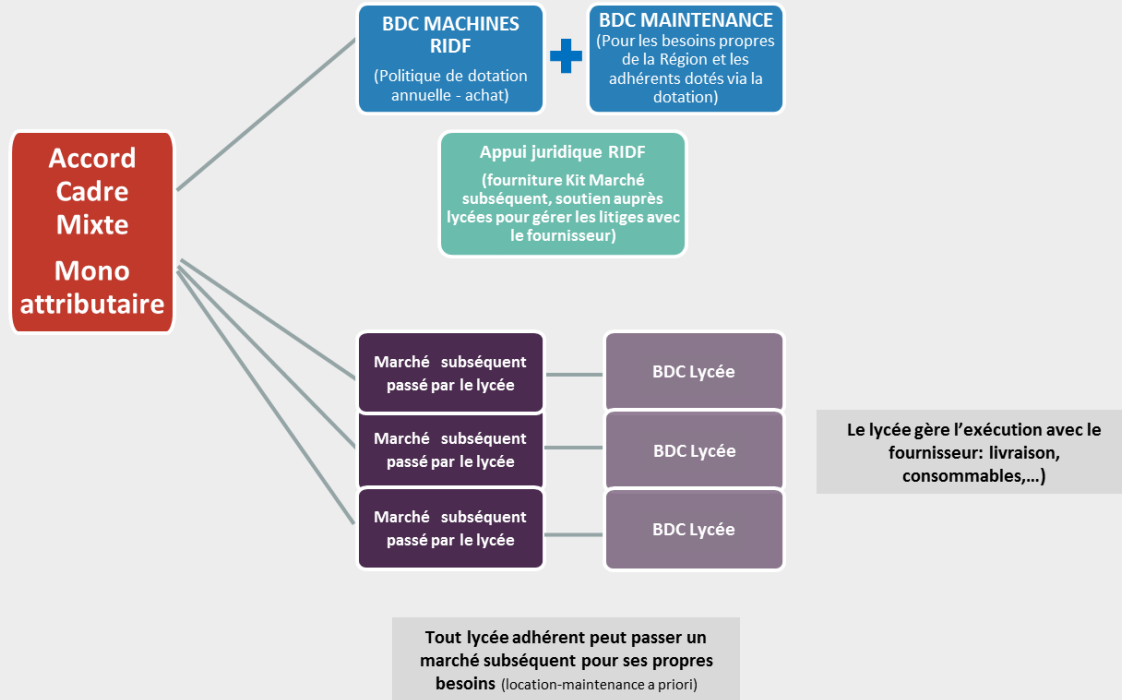 BDC MACHINES
RIDF
(Politique de dotation
annuelle - achat)
BDC MAINTENANCE
(Pour les besoins propres
de la Région et les
adhérents dotés via la
dotation)
Accord
Cadre
Mixte
Mono
attributaire
Appui juridique RIDF
(fourniture Kit Marché
subséquent, soutien auprès
lycées pour gérer les litiges avec
le fournisseur)
Marché subséquent
passé par le lycée
BDC Lycée
Marché subséquent
passé par le lycée
BDC Lycée
Marché subséquent
passé par le lycée
BDC Lycée
Le lycée gère l'exécution avec le
fournisseur: livraison,
consommables,...)
Tout lycée adhérent peut passer un
marché subséquent pour ses propres
besoins (location-maintenance a priori)